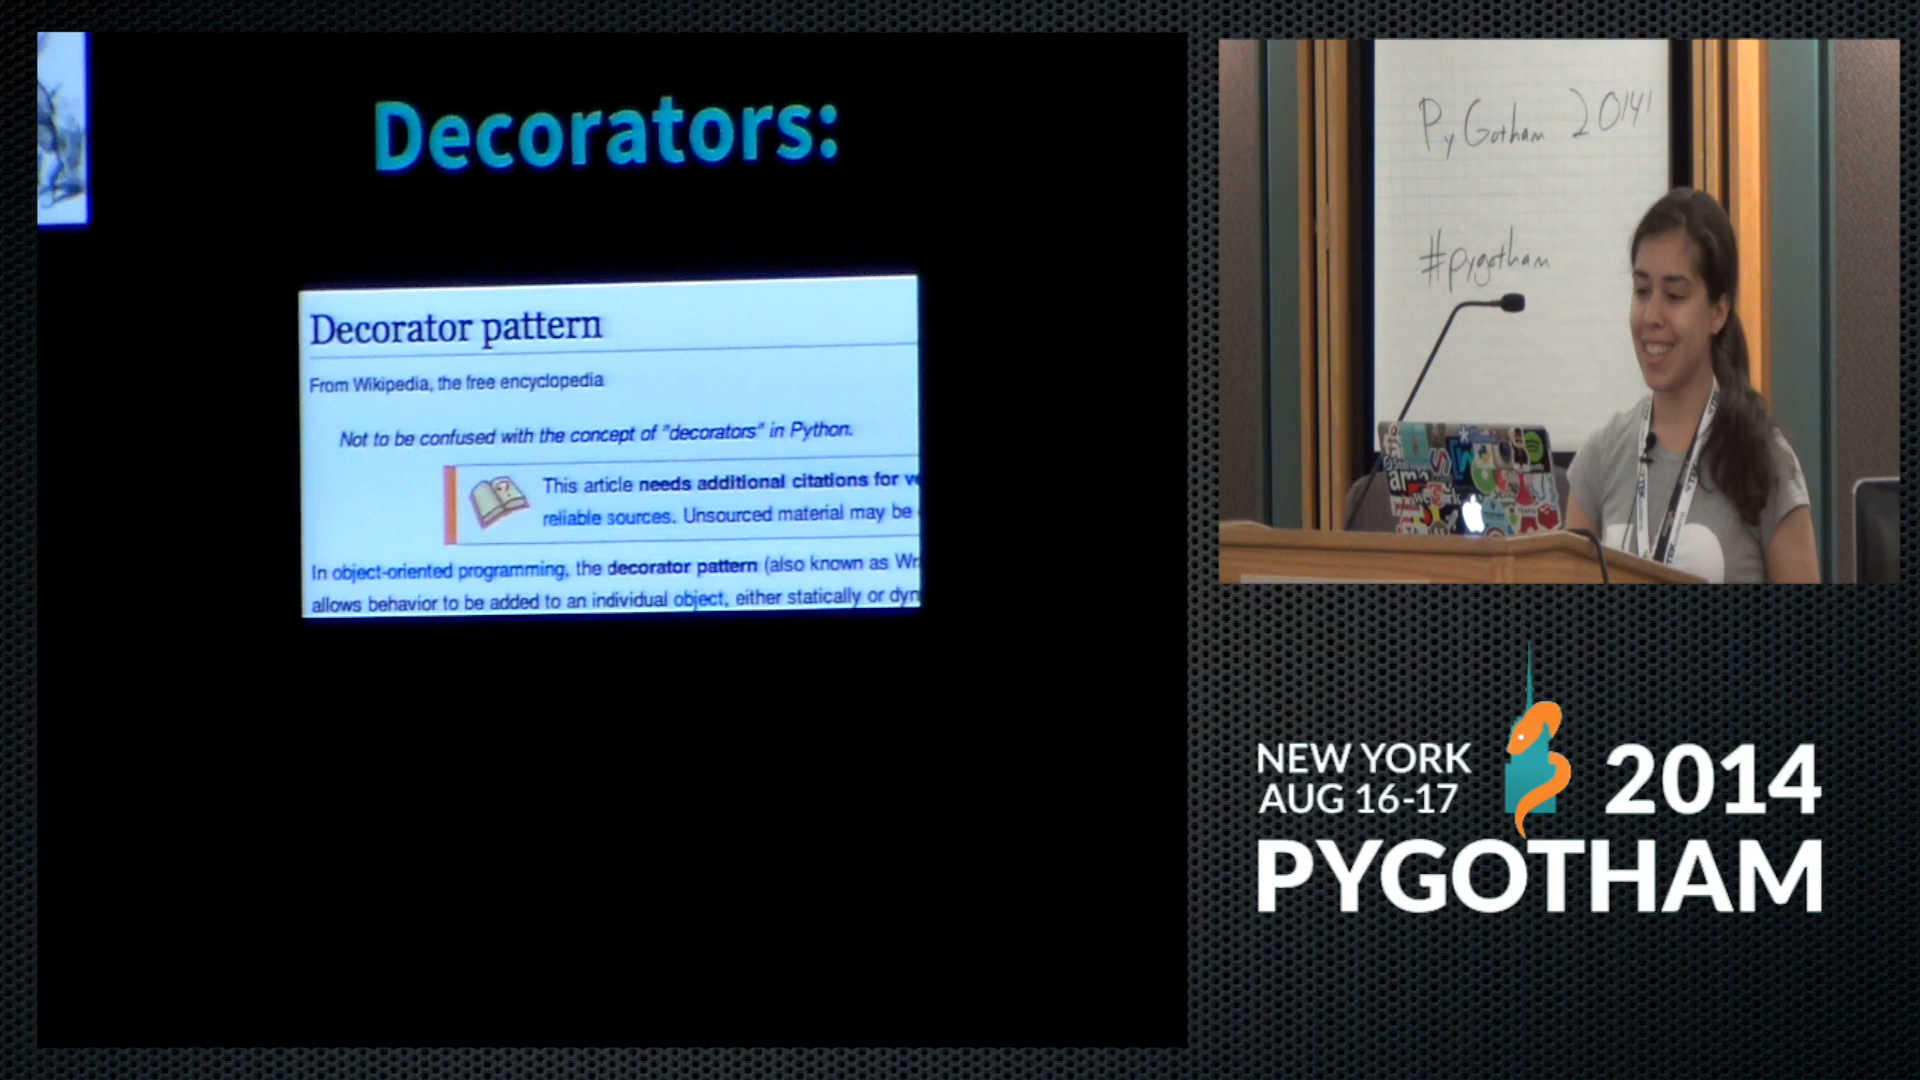 Decorators:
Decorator pattern
From Wikipedia, the free encyclopedia
Not to be confused with the concept of "decorators" in Python.
This article needs additional citations for ve
reliable sources. Unsourced material may be
In object-oriented programming, the decorator pattern (also known as Wr
allows behavior to be added to an individual object, either statically or dyn
PyGotham 2014
#pygotham
NEW YORK
AUG 16-17
2014
PYGOTHAM